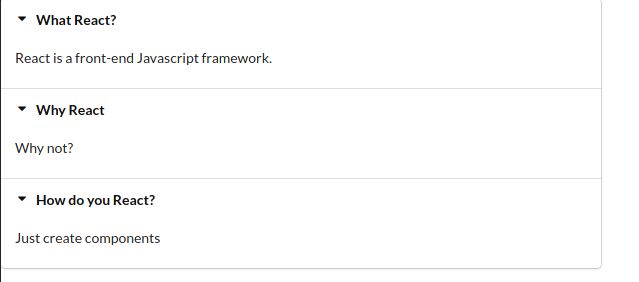 What React?
React is a front-end Javascript framework.
Why React
Why not?
How do you React?
Just create components